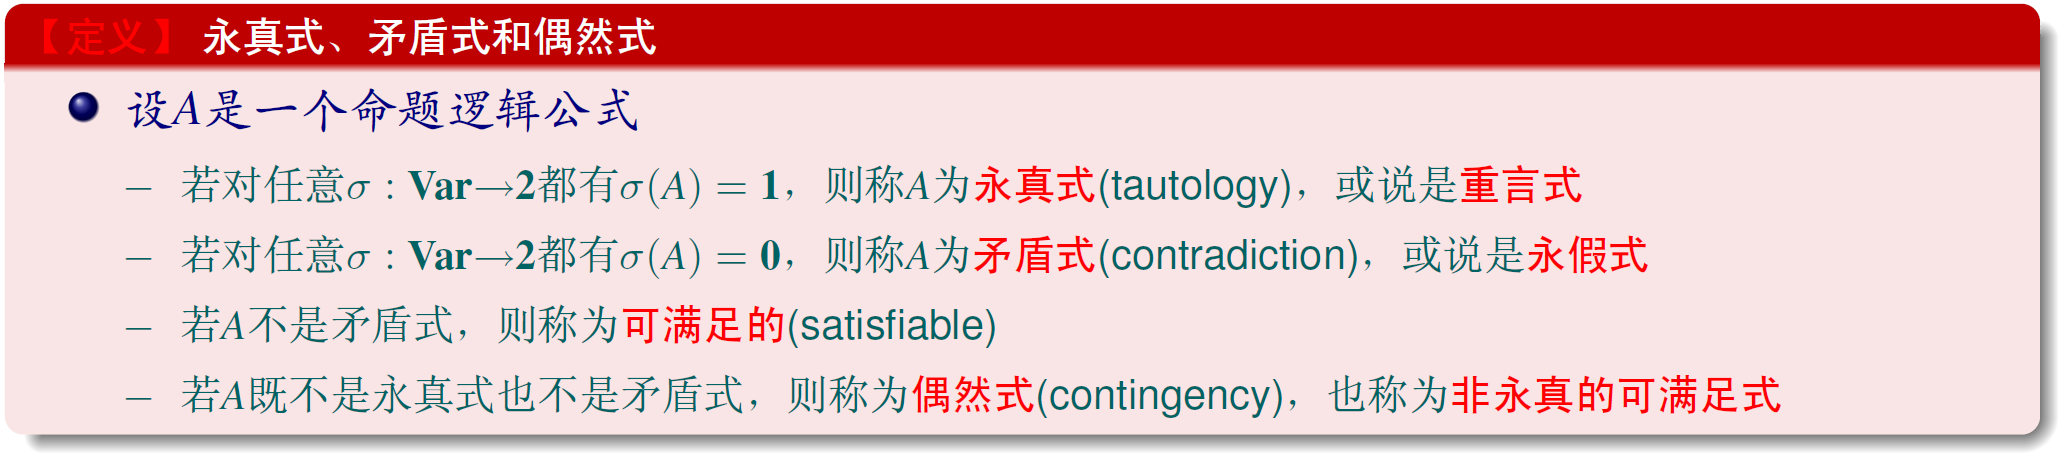 【定义】 永真式、矛盾式和偶然式
设A是一个命题逻辑公式
– 若对任意σ : Var→2都有σ(A) = 1，则称A为永真式(tautology)，或说是重言式
– 若对任意σ : Var→2都有σ(A) = 0，则称A为矛盾式(contradiction)，或说是永假式
– 若A不是矛盾式，则称为可满足的(satisfiable)
– 若A既不是永真式也不是矛盾式，则称为偶然式(contingency)，也称为非永真的可满足式